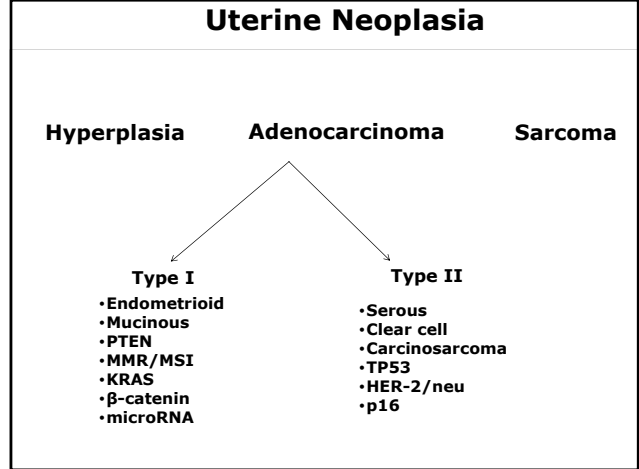 Uterine Neoplasia
Hyperplasia Adenocarcinoma Sarcoma
Type I
•Endometrioid
•Mucinous
•PTEN
•MMR/MSI
•KRAS
•β-catenin
•microRNA
Type II
•Serous
•Clear cell
•Carcinosarcoma
•TP53
•HER-2/neu
•p16